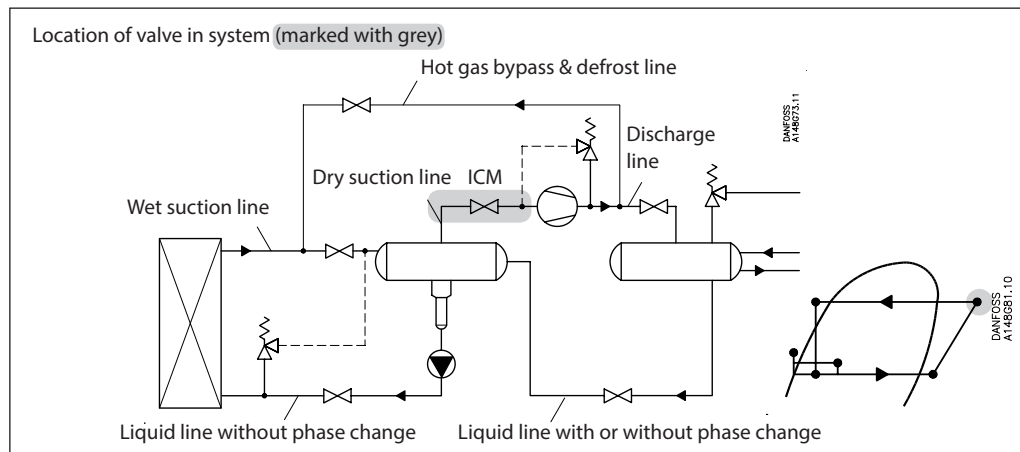 Location of valve in system (marked with grey)
Hot gas bypass & defrost line
DANFOSS
A148G73.11
Discharge
line
Dry suction line
ICM
Wet suction line
DANFOSS
A148G81.10
Liquid line without phase change
Liquid line with or without phase change